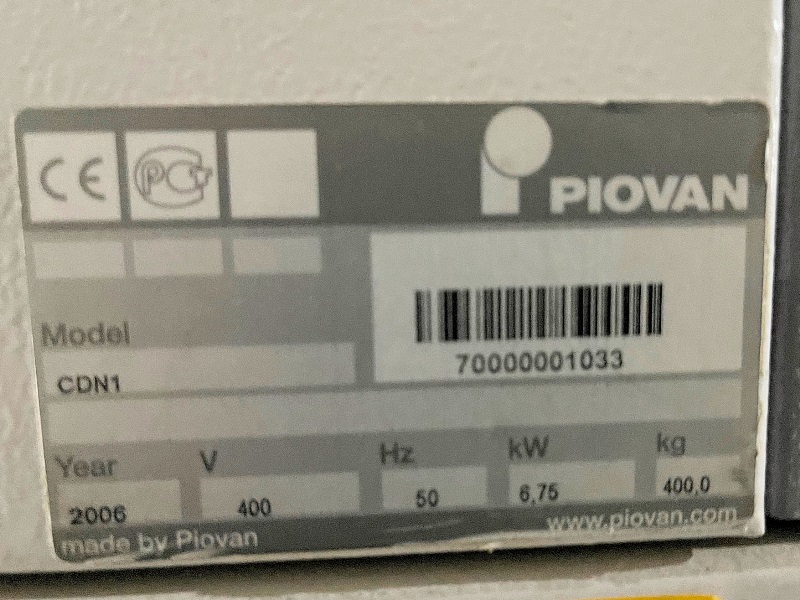 CE PC PIOVAN
70000001033
Model
CDN1
Year V Hz kW kg
2006 400 50 6,75 400,0
made by Piovan www.piovan.com